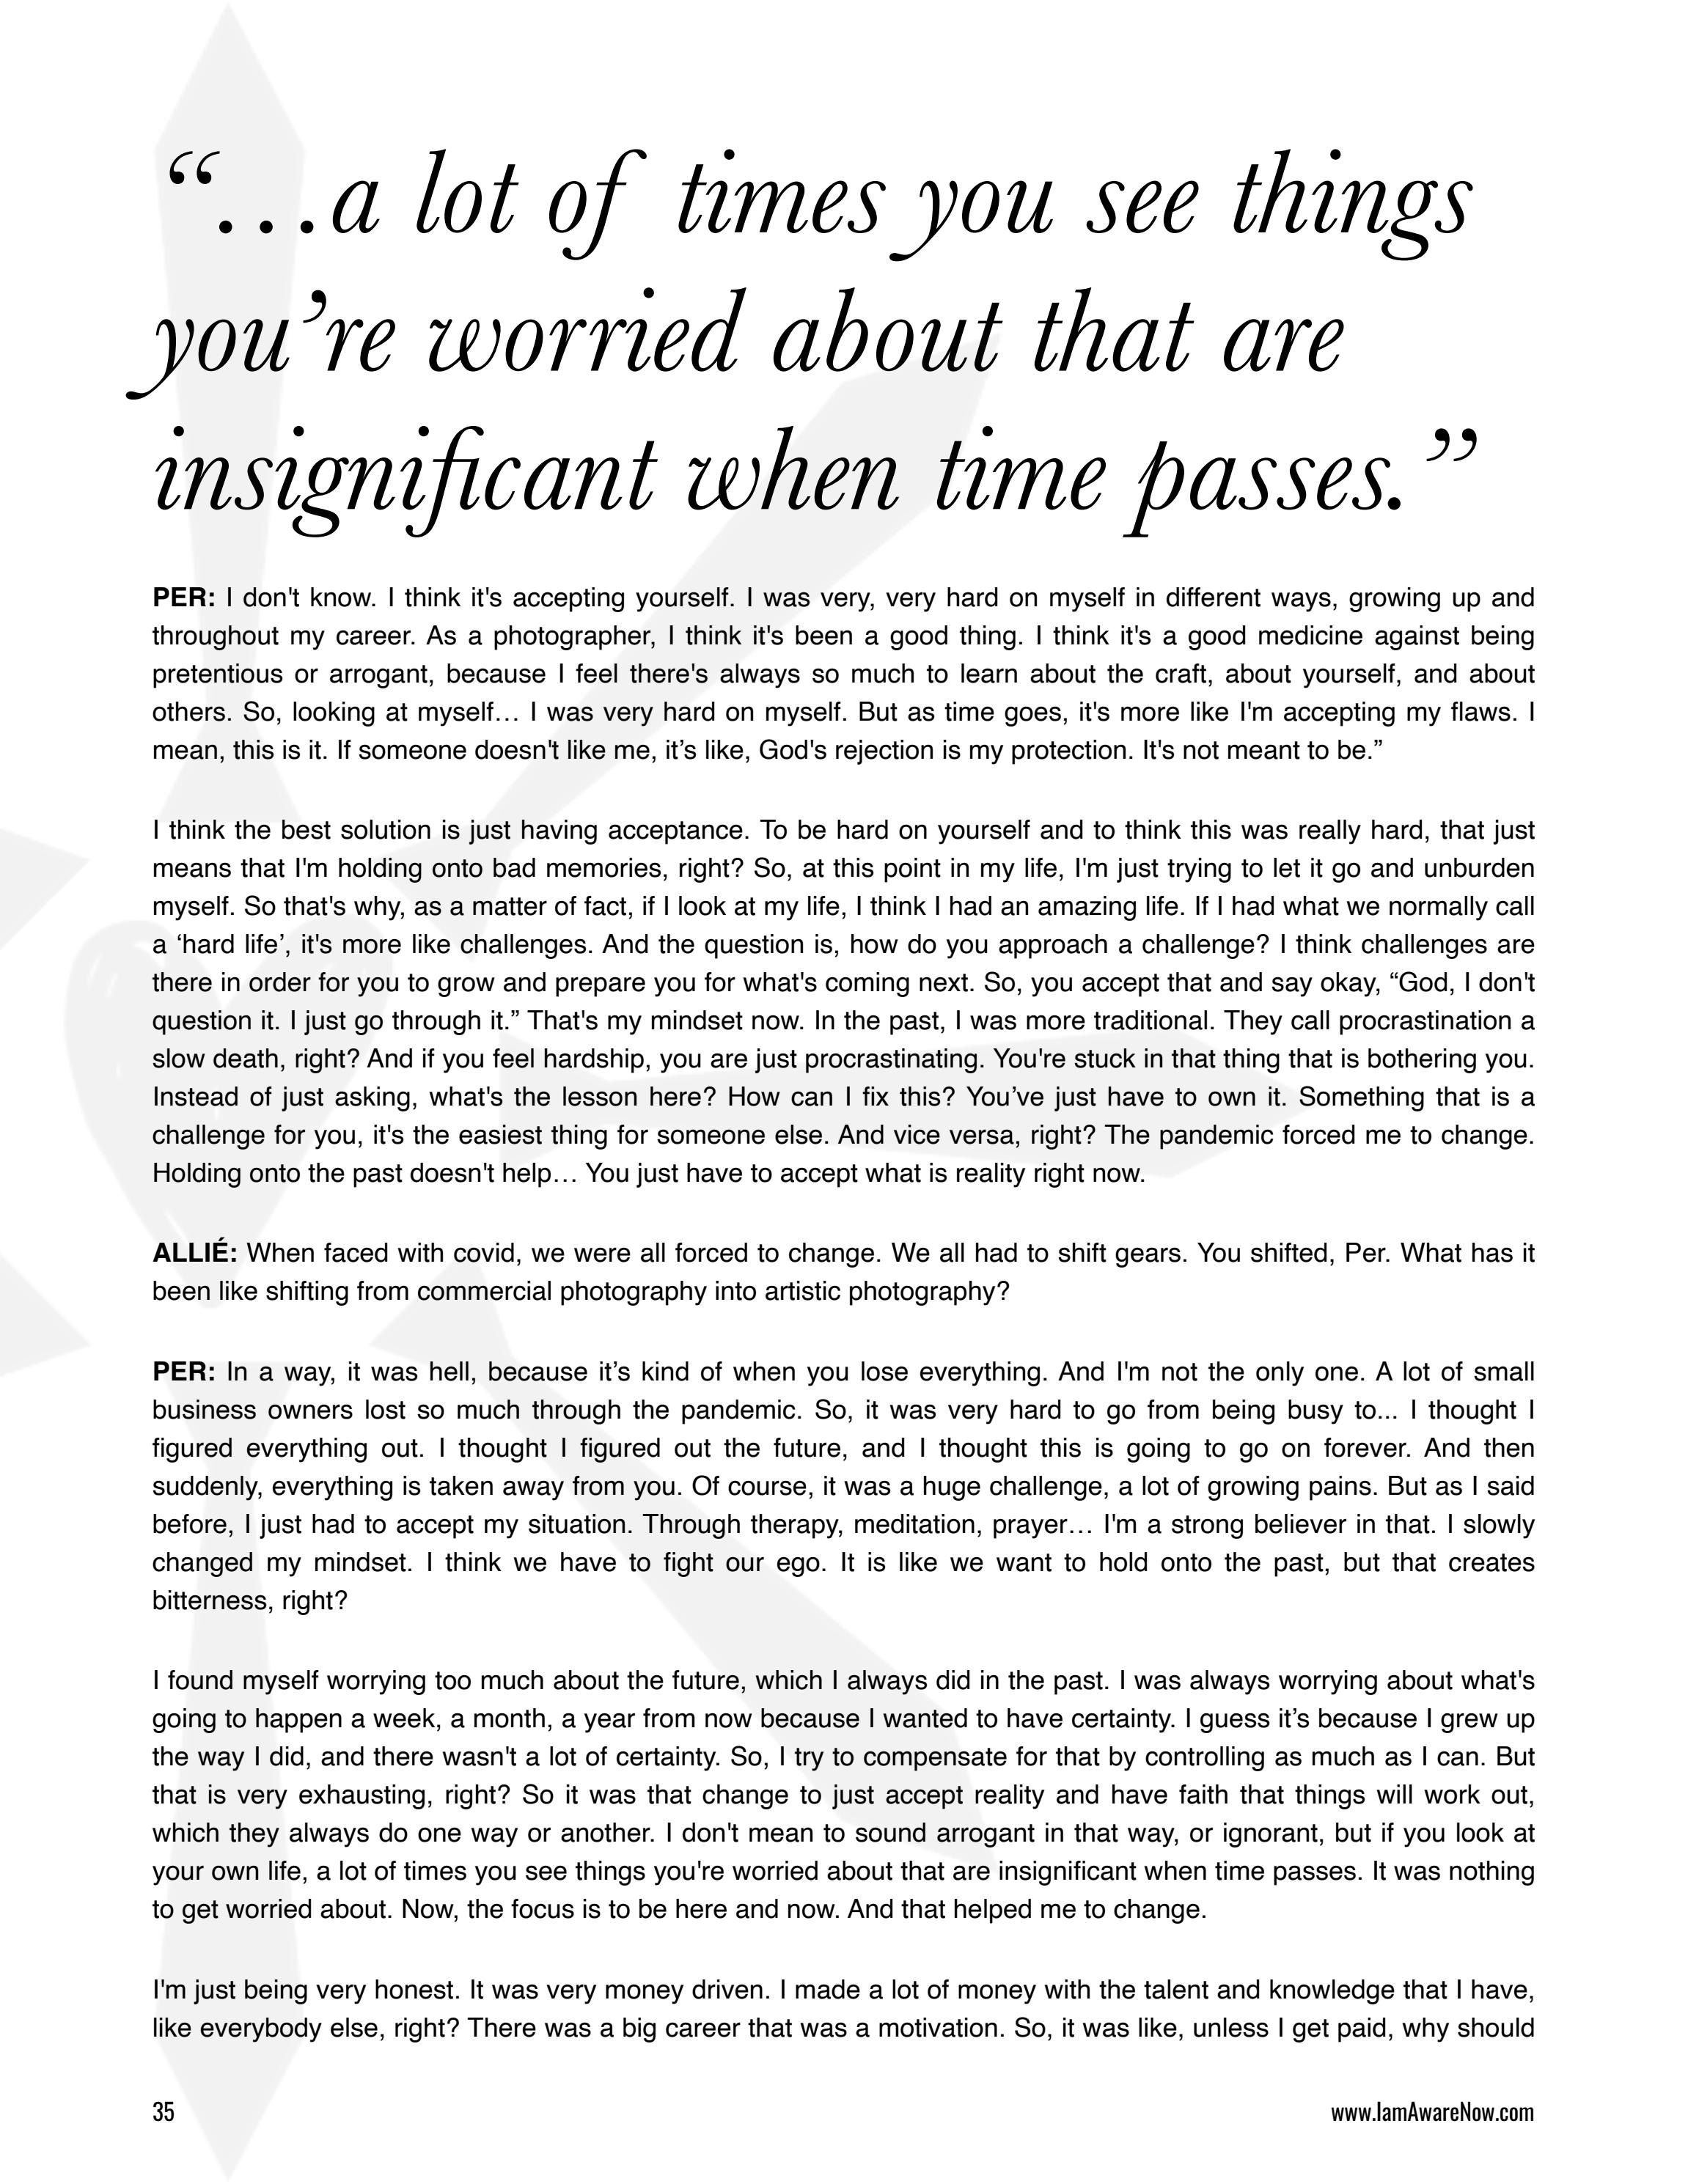 “…a lot of times you see things
you’re worried about that are
insignificant when time passes.”
PER: I don't know. I think it's accepting yourself. I was very, very hard on myself in different ways, growing up and
throughout my career. As a photographer, I think it's been a good thing. I think it's a good medicine against being
pretentious or arrogant, because I feel there's always so much to learn about the craft, about yourself, and about
others. So, looking at myself… I was very hard on myself. But as time goes, it's more like I'm accepting my flaws. I
mean, this is it. If someone doesn't like me, it’s like, God's rejection is my protection. It's not meant to be.”
I think the best solution is just having acceptance. To be hard on yourself and to think this was really hard, that just
means that I'm holding onto bad memories, right? So, at this point in my life, I'm just trying to let it go and unburden
myself. So that's why, as a matter of fact, if I look at my life, I think I had an amazing life. If I had what we normally call
a ‘hard life’, it's more like challenges. And the question is, how do you approach a challenge? I think challenges are
there in order for you to grow and prepare you for what's coming next. So, you accept that and say okay, “God, I don't
question it. I just go through it.” That's my mindset now. In the past, I was more traditional. They call procrastination a
slow death, right? And if you feel hardship, you are just procrastinating. You're stuck in that thing that is bothering you.
Instead of just asking, what's the lesson here? How can I fix this? You’ve just have to own it. Something that is a
challenge for you, it's the easiest thing for someone else. And vice versa, right? The pandemic forced me to change.
Holding onto the past doesn't help… You just have to accept what is reality right now.
ALLIÉ: When faced with covid, we were all forced to change. We all had to shift gears. You shifted, Per. What has it
been like shifting from commercial photography into artistic photography?
PER: In a way, it was hell, because it’s kind of when you lose everything. And I'm not the only one. A lot of small
business owners lost so much through the pandemic. So, it was very hard to go from being busy to... I thought I
figured everything out. I thought I figured out the future, and I thought this is going to go on forever. And then
suddenly, everything is taken away from you. Of course, it was a huge challenge, a lot of growing pains. But as I said
before, I just had to accept my situation. Through therapy, meditation, prayer… I'm a strong believer in that. I slowly
changed my mindset. I think we have to fight our ego. It is like we want to hold onto the past, but that creates
bitterness, right?
I found myself worrying too much about the future, which I always did in the past. I was always worrying about what's
going to happen a week, a month, a year from now because I wanted to have certainty. I guess it’s because I grew up
the way I did, and there wasn't a lot of certainty. So, I try to compensate for that by controlling as much as I can. But
that is very exhausting, right? So it was that change to just accept reality and have faith that things will work out,
which they always do one way or another. I don't mean to sound arrogant in that way, or ignorant, but if you look at
your own life, a lot of times you see things you're worried about that are insignificant when time passes. It was nothing
to get worried about. Now, the focus is to be here and now. And that helped me to change.
I'm just being very honest. It was very money driven. I made a lot of money with the talent and knowledge that I have,
like everybody else, right? There was a big career that was a motivation. So, it was like, unless I get paid, why should
35
www.IamAwareNow.com